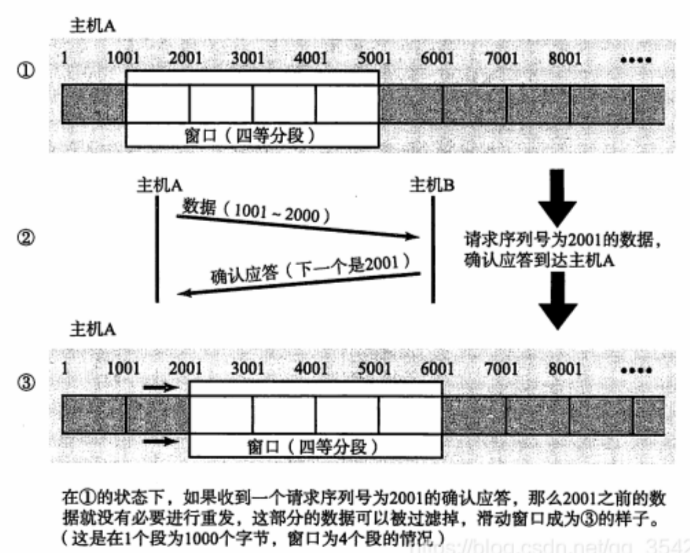 主机A
1 1001 2001 3001 4001 5001 6001 7001 8001 ••••
①
窗口（四等分段）
主机A 主机B
数据（1001～2000）
②
请求序列号为2001的数据，
确认应答到达主机A
确认应答（下一个是2001）
主机A
1 1001 2001 3001 4001 5001 6001 7001 8001 ••••
③
窗口（四等分段）
在①的状态下，如果收到一个请求序列号为2001的确认应答，那么2001之前的数
据就没有必要进行重发，这部分的数据可以被过滤掉，滑动窗口成为③的样子。
（这是在1个段为1000个字节，窗口为4个段的情况）
https://blog.csdn.net/qq_3542